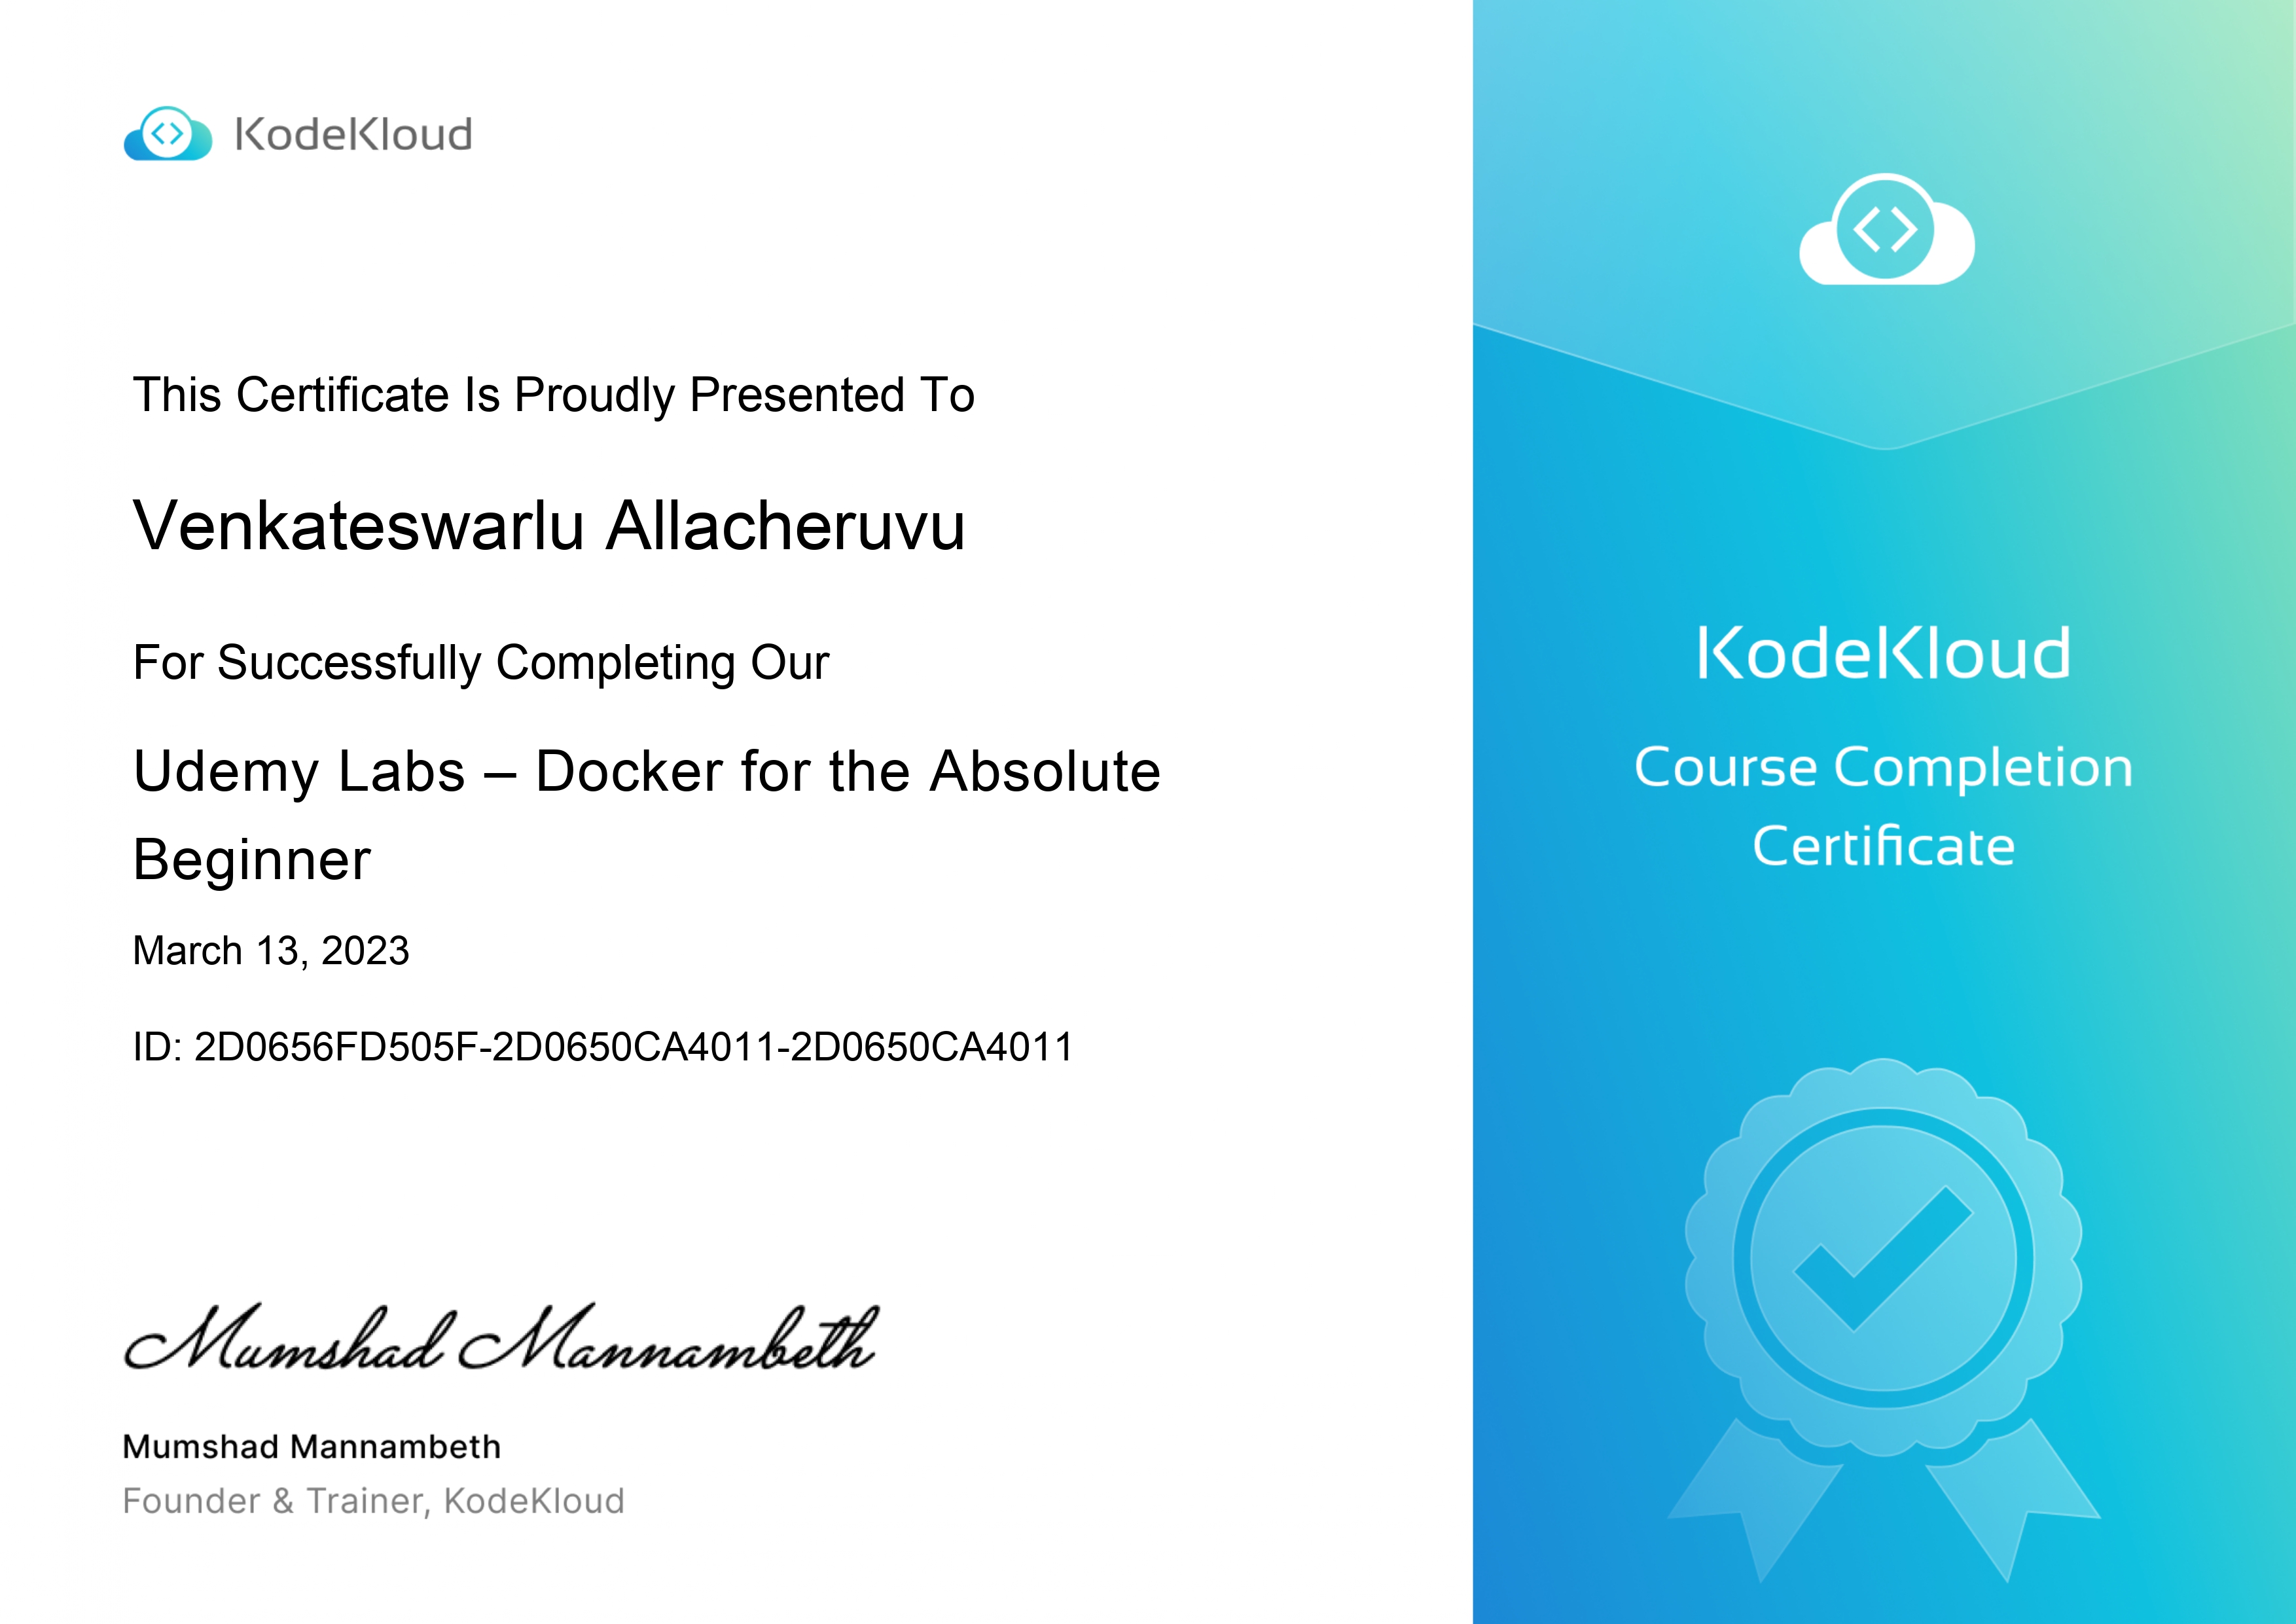 KodeKloud
This Certificate Is Proudly Presented To
Venkateswarlu Allacheruvu
For Successfully Completing Our
Udemy Labs – Docker for the Absolute
Beginner
March 13, 2023
ID: 2D0656FD505F-2D0650CA4011-2D0650CA4011
Mumshad Mannambeth
Mumshad Mannambeth
Founder & Trainer, KodeKloud
KodeKloud
Course Completion
Certificate